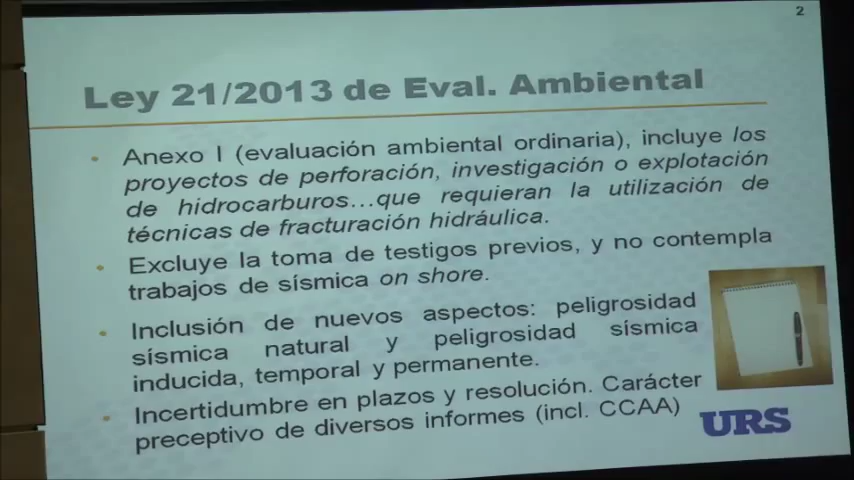 2
Ley 21/2013 de Eval. Ambiental
• Anexo I (evaluación ambiental ordinaria), incluye los
proyectos de perforación, investigación o explotación
de hidrocarburos…que requieran la utilización de
técnicas de fracturación hidráulica.
• Excluye la toma de testigos previos, y no contempla
trabajos de sísmica on shore.
• Inclusión de nuevos aspectos: peligrosidad
sísmica natural y peligrosidad sísmica
inducida, temporal y permanente.
• Incertidumbre en plazos y resolución. Carácter
preceptivo de diversos informes (incl. CCAA)
URS